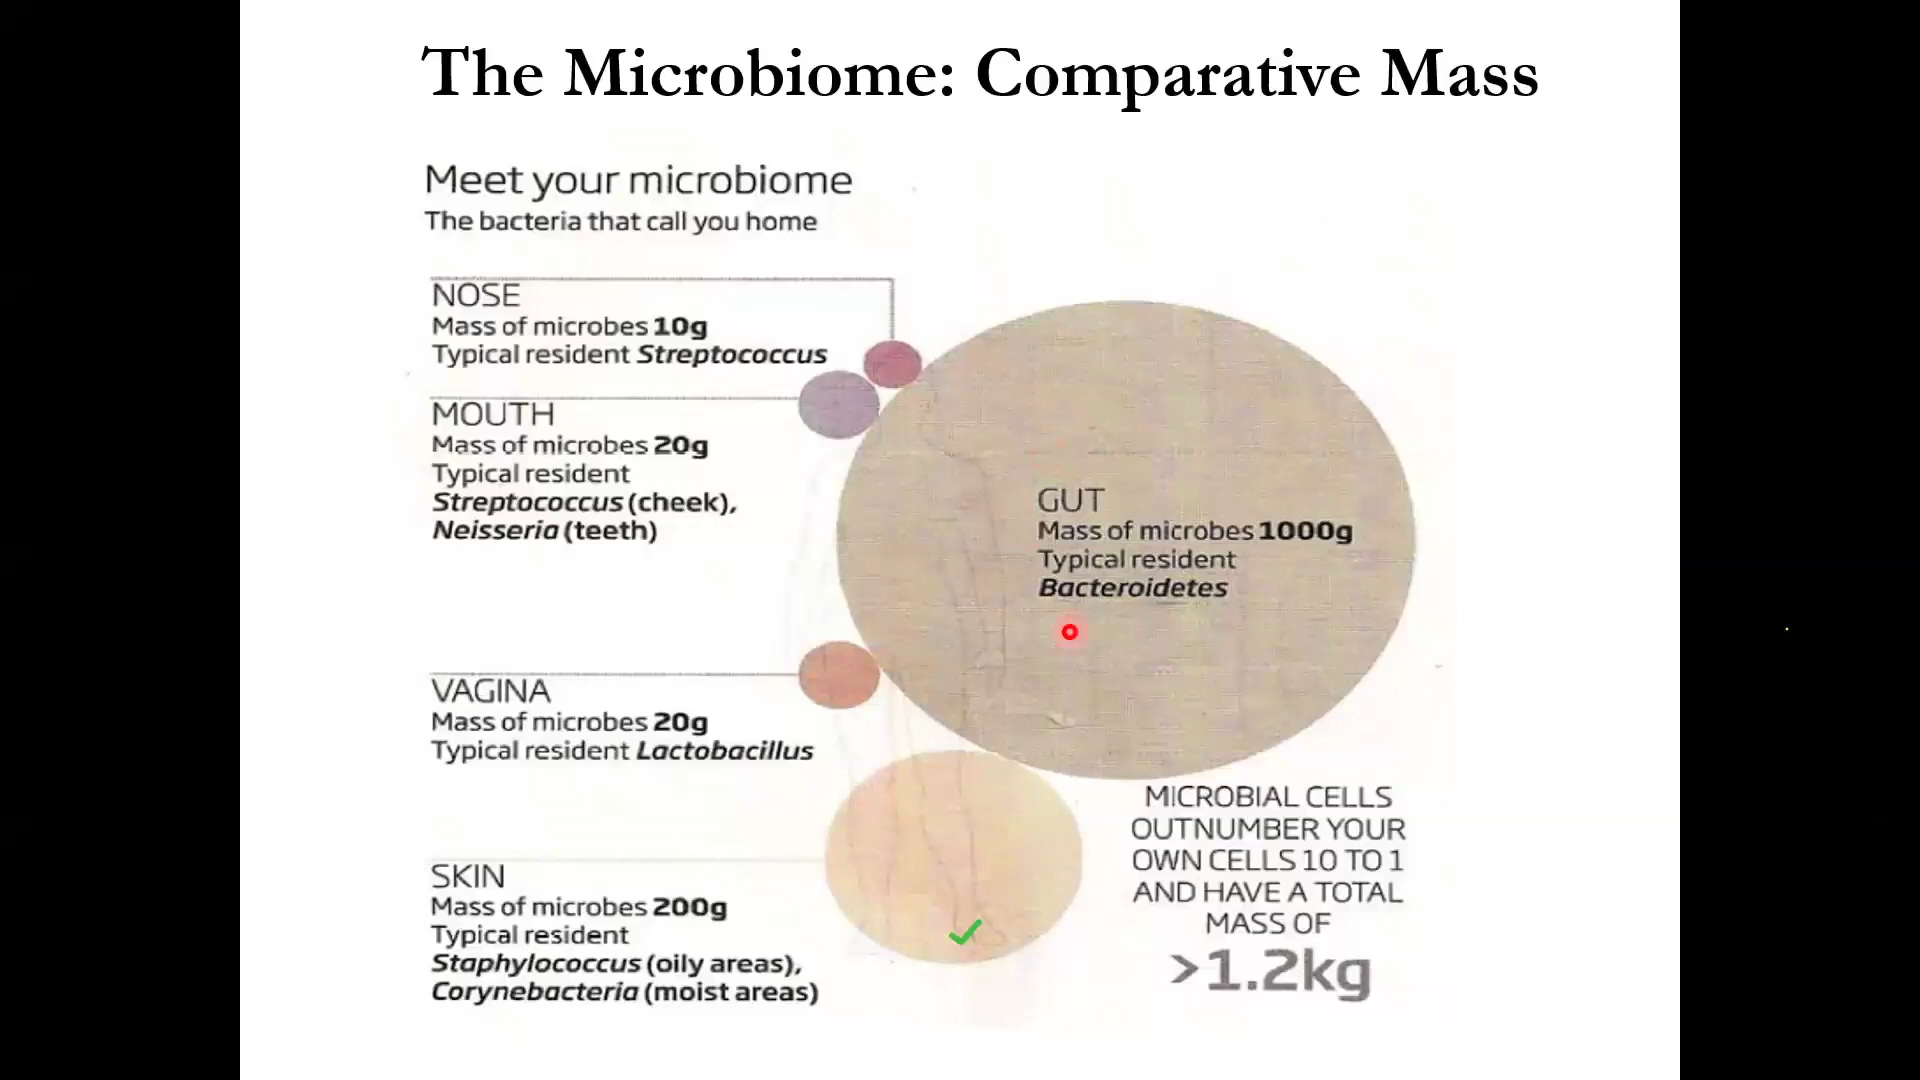 The Microbiome: Comparative Mass
Meet your microbiome
The bacteria that call you home
NOSE
Mass of microbes 10g
Typical resident Streptococcus
MOUTH
Mass of microbes 20g
Typical resident
Streptococcus (cheek),
Neisseria (teeth)
GUT
Mass of microbes 1000g
Typical resident
Bacteroidetes
VAGINA
Mass of microbes 20g
Typical resident Lactobacillus
SKIN
Mass of microbes 200g
Typical resident
Staphylococcus (oily areas),
Corynebacteria (moist areas)
MICROBIAL CELLS
OUTNUMBER YOUR
OWN CELLS 10 TO 1
AND HAVE A TOTAL
MASS OF
>1.2kg